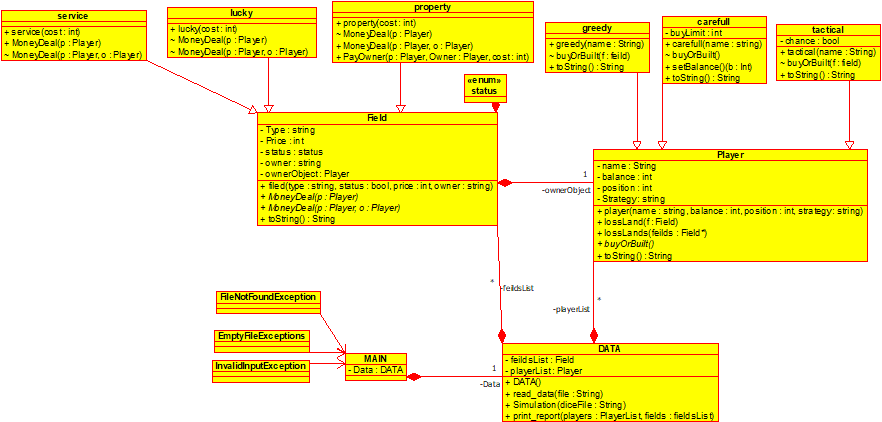 service
+ service(cost : int)
+ MoneyDeal(p : Player)
~ MoneyDeal(p : Player, o : Player)
lucky
+ lucky(cost : int)
~ MoneyDeal(p : Player)
~ MoneyDeal(p : Player, o : Player)
property
+ property(cost : int)
~ MoneyDeal(p : Player)
+ MoneyDeal(p : Player, o : Player)
+ PayOwner(p : Player, Owner : Player, cost : int)
greedy
+ greedy(name : String)
~ buyOrBuilt(f : feild)
+ toString() : String
carefull
- buyLimit : int
+ carefull(name : string)
~ buyOrBuilt()
+ setBalance()(b : Int)
+ toString() : String
tactical
- chance : bool
+ tactical(name : String)
~ buyOrBuilt(f : field)
+ toString() : String
«enum»
status
Field
- Type : string
- Price : int
- status : status
- owner : string
- ownerObject : Player
+ filed(type : string, status : bool, price : int, owner : string)
+ MoneyDeal(p : Player)
+ MoneyDeal(p : Player, o : Player)
+ toString() : String
1
-ownerObject
Player
- name : String
- balance : int
- position : int
- Strategy : string
+ player(name : string, balance : int, position : int, strategy : string)
+ lossLand(f : Field)
+ lossLands(feilds : Field*)
+ buyOrBuilt()
+ toString() : String
*
-feildsList
*
-playerList
FileNotFoundException
EmptyFileExceptions
InvalidInputException
MAIN
- Data : DATA
1
-Data
DATA
- feildsList : Field
- playerList : Player
+ DATA()
+ read_data(file : String)
+ Simulation(diceFile : String)
+ print_report(players : PlayerList, fields : fieldsList)